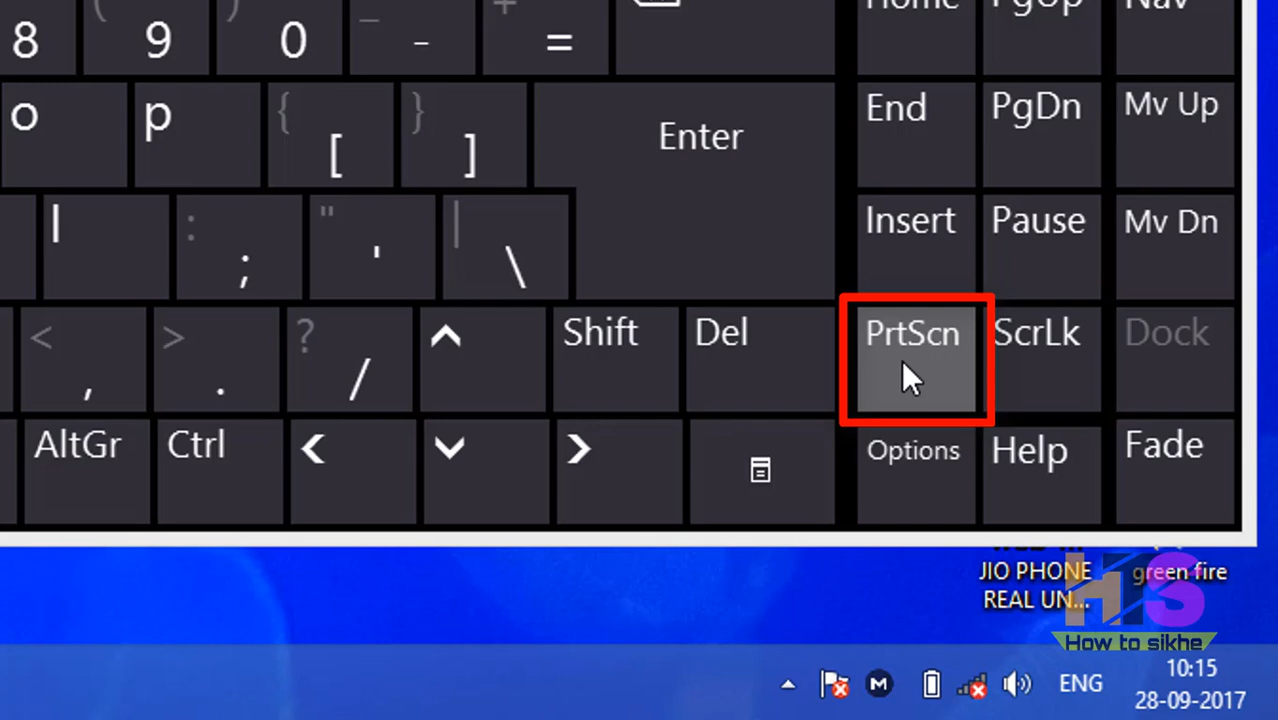 ( ) _ +
8 9 0 - = Home PgUp Nav
o p { [ } ] Enter End PgDn Mv Up
l : ; " ' | \ Insert Pause Mv Dn
< , > . ? / Shift Del PrtScn ScrLk Dock
AltGr Ctrl Options Help Fade
JIO PHONE
REAL UN...
green fire
HTS
How to sikhe
ENG
10:15
28-09-2017